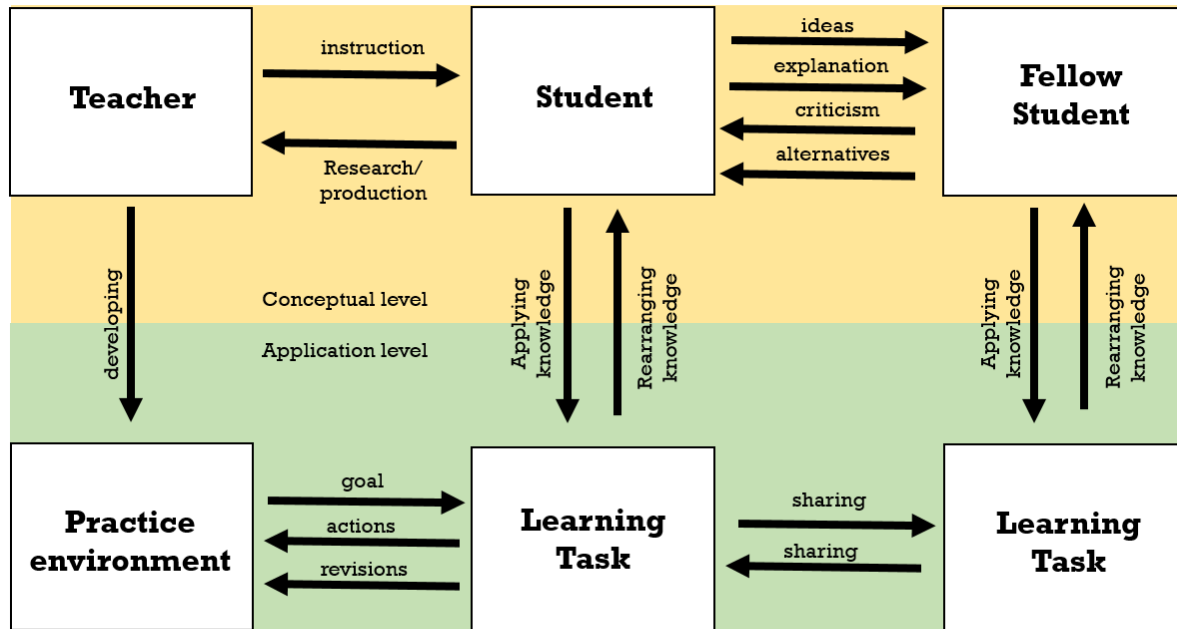 Teacher
instruction
Research/
production
Student
ideas
explanation
criticism
alternatives
Fellow
Student
developing
Conceptual level
Application level
Applying
knowledge
Rearranging
knowledge
Applying
knowledge
Rearranging
knowledge
Practice
environment
goal
actions
revisions
Learning
Task
sharing
sharing
Learning
Task